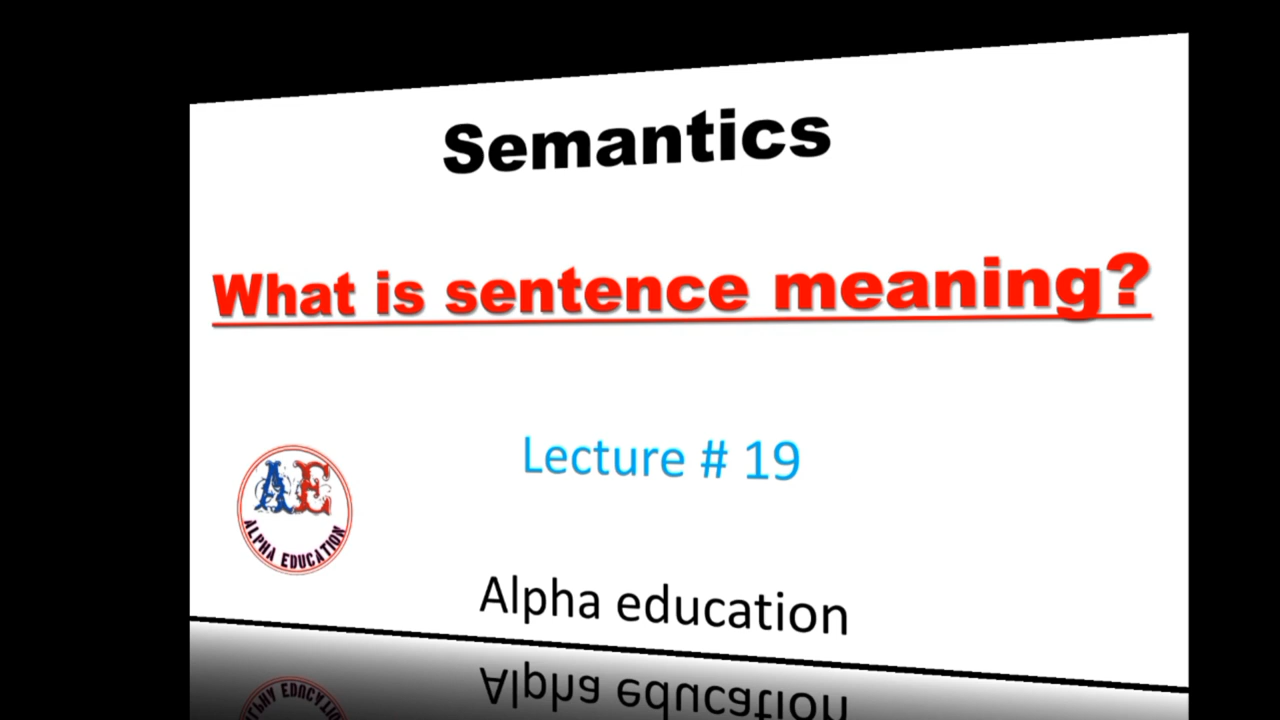 Semantics
What is sentence meaning?
Lecture # 19
AE
ALPHA EDUCATION
Alpha education